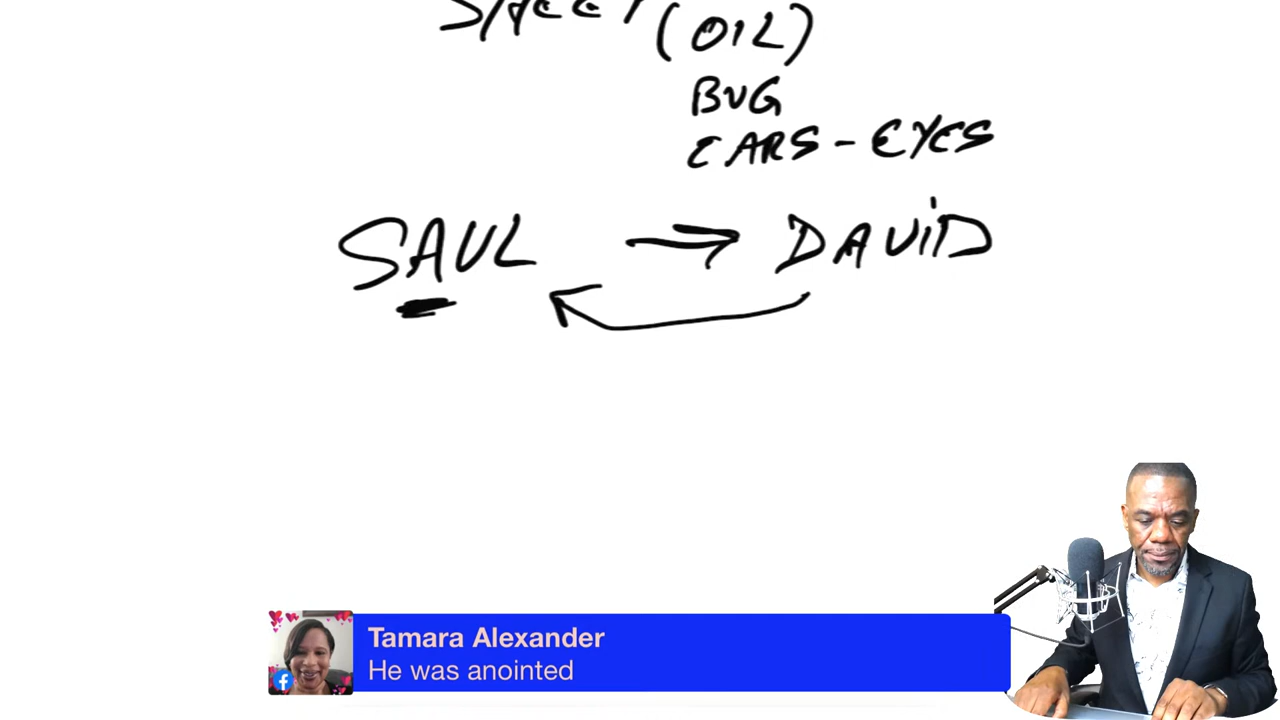 (OIL)
BUG
EARS - EYES
SAUL → DAVID
Tamara Alexander
He was anointed